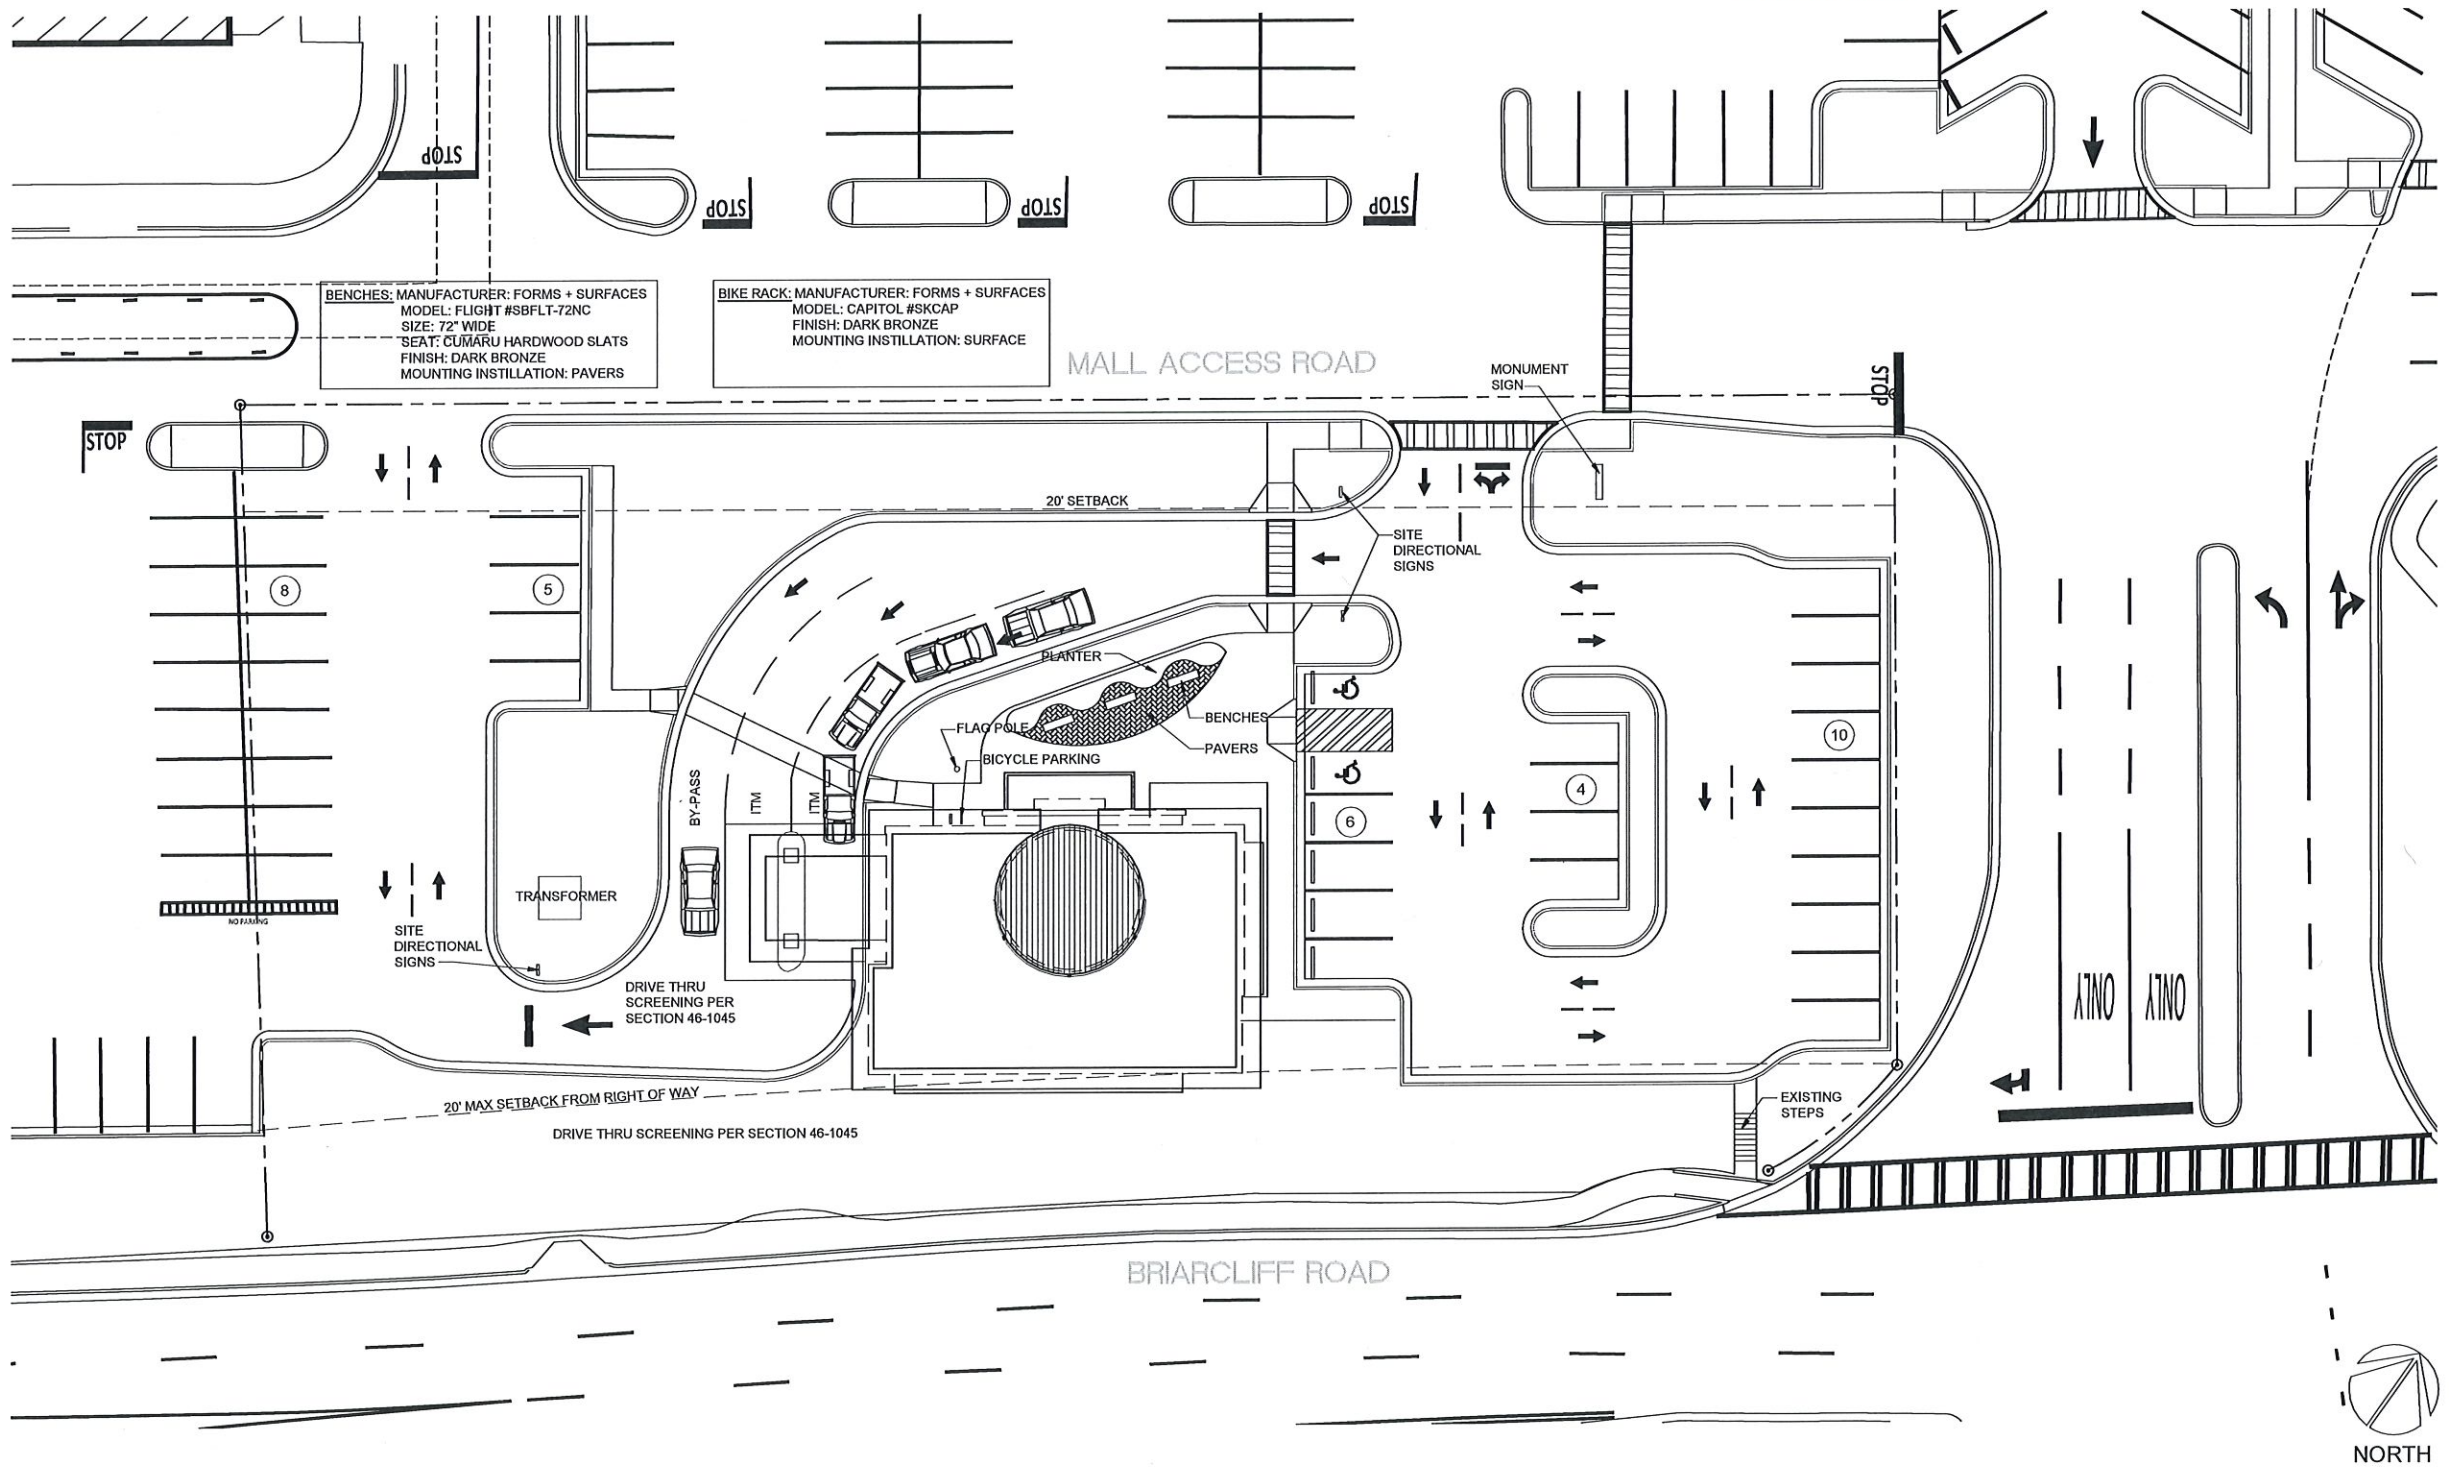 STOP
STOP
STOP
STOP
BENCHES: MANUFACTURER: FORMS + SURFACES
MODEL: FLIGHT #SBFLT-72NC
SIZE: 72" WIDE
SEAT: CUMARU HARDWOOD SLATS
FINISH: DARK BRONZE
MOUNTING INSTILLATION: PAVERS
BIKE RACK: MANUFACTURER: FORMS + SURFACES
MODEL: CAPITOL #SKCAP
FINISH: DARK BRONZE
MOUNTING INSTILLATION: SURFACE
MALL ACCESS ROAD
MONUMENT
SIGN
STOP
STOP
20' SETBACK
SITE
DIRECTIONAL
SIGNS
8
5
PLANTER
BENCHES
FLAG POLE
PAVERS
BICYCLE PARKING
10
4
6
BY-PASS
ITM
ITM
TRANSFORMER
NO PARKING
SITE
DIRECTIONAL
SIGNS
DRIVE THRU
SCREENING PER
SECTION 46-1045
ONLY
ONLY
20' MAX SETBACK FROM RIGHT OF WAY
EXISTING
STEPS
DRIVE THRU SCREENING PER SECTION 46-1045
BRIARCLIFF ROAD
NORTH